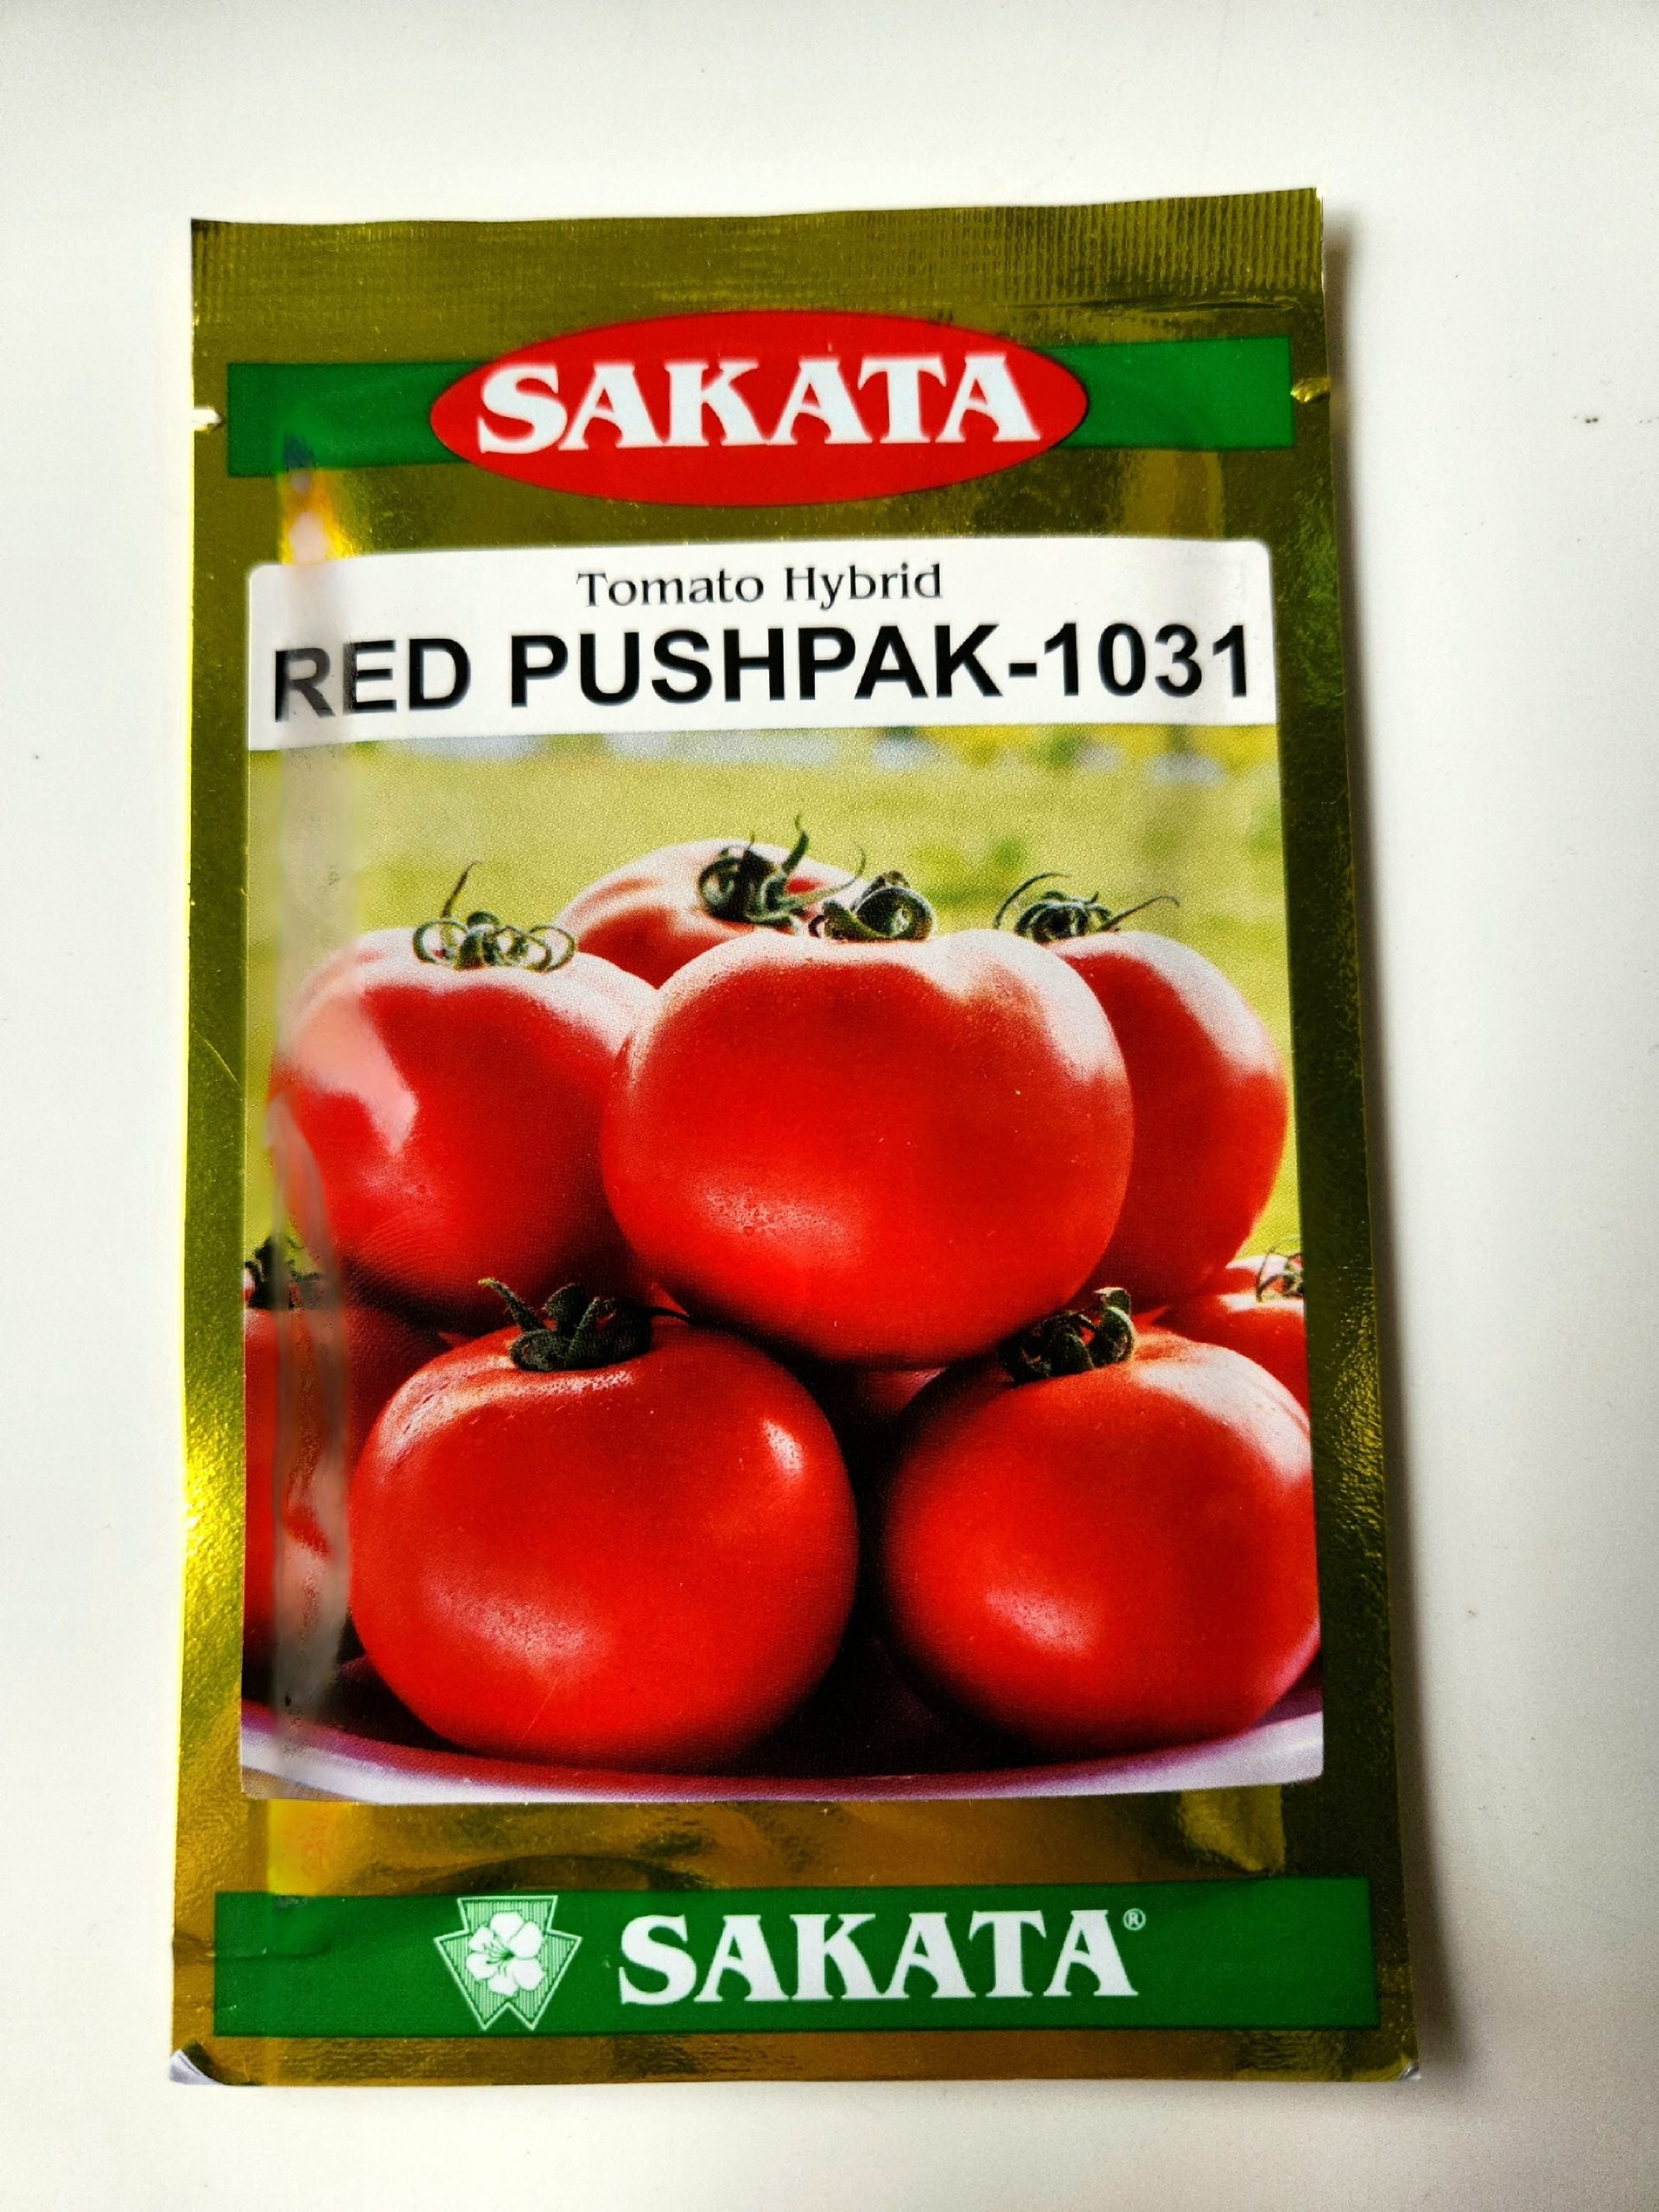 SAKATA
Tomato Hybrid
RED PUSHPAK-1031
SAKATA®